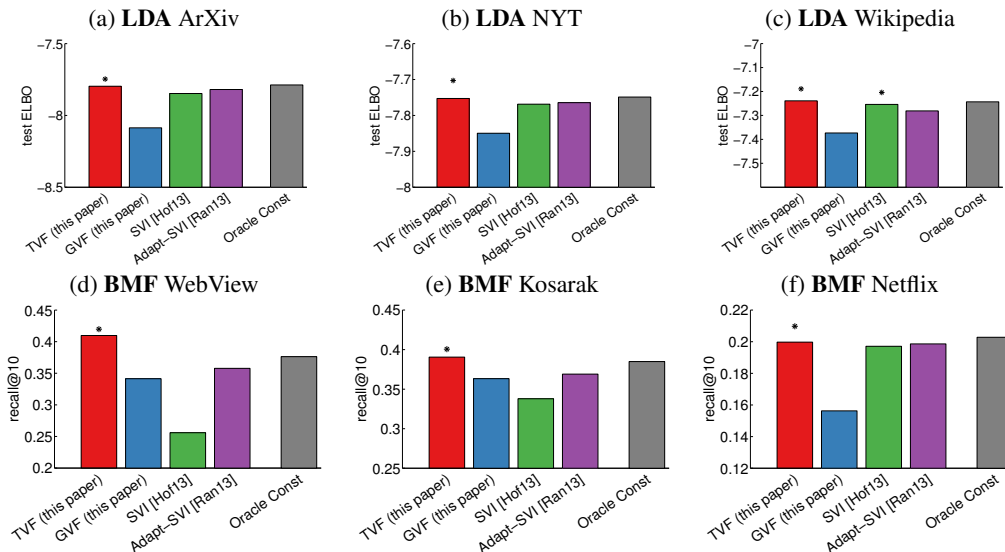 (a) LDA ArXiv
−7.5
−8
−8.5
test ELBO
*
TVF (this paper)
GVF (this paper)
SVI [Hof13]
Adapt−SVI [Ran13]
Oracle Const
(b) LDA NYT
−7.6
−7.7
−7.8
−7.9
−8
test ELBO
*
TVF (this paper)
GVF (this paper)
SVI [Hof13]
Adapt−SVI [Ran13]
Oracle Const
(c) LDA Wikipedia
−7
−7.1
−7.2
−7.3
−7.4
−7.5
test ELBO
*
*
TVF (this paper)
GVF (this paper)
SVI [Hof13]
Adapt−SVI [Ran13]
Oracle Const
(d) BMF WebView
0.45
0.4
0.35
0.3
0.25
0.2
recall@10
*
TVF (this paper)
GVF (this paper)
SVI [Hof13]
Adapt−SVI [Ran13]
Oracle Const
(e) BMF Kosarak
0.45
0.4
0.35
0.3
0.25
recall@10
*
TVF (this paper)
GVF (this paper)
SVI [Hof13]
Adapt−SVI [Ran13]
Oracle Const
(f) BMF Netflix
0.22
0.2
0.18
0.16
0.14
0.12
recall@10
*
TVF (this paper)
GVF (this paper)
SVI [Hof13]
Adapt−SVI [Ran13]
Oracle Const